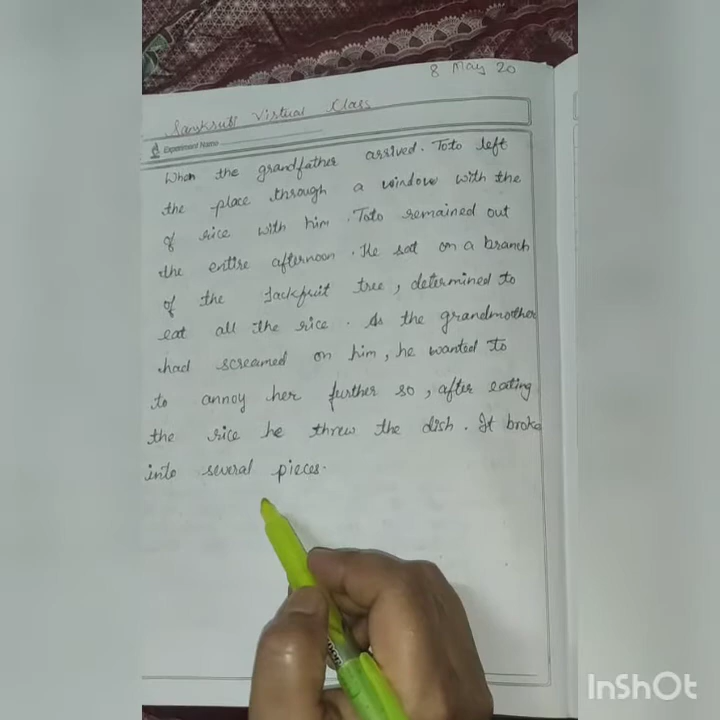 8 May 20
Sanskruti Virtual Class
Experiment Name
When the grandfather arrived. Toto left
the place through a window with the
of rice with him. Toto remained out
the entire afternoon. He sat on a branch
of the Jackfruit tree, determined to
eat all the rice. As the grandmother
had screamed on him, he wanted to
to annoy her further so, after eating
the rice he threw the dish. It broke
into several pieces.
InShOt